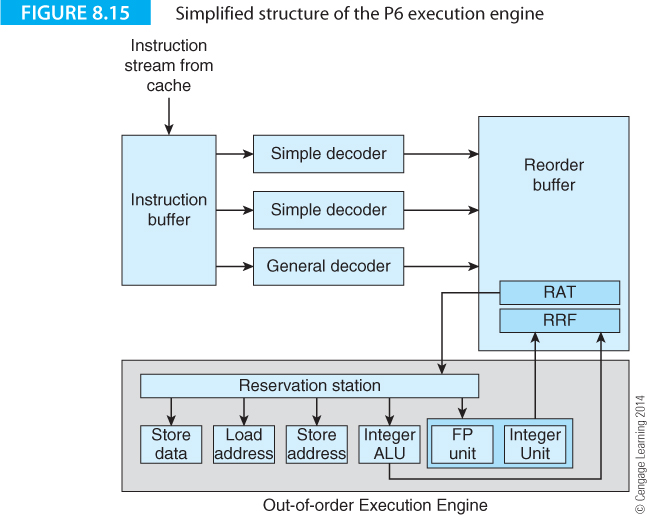 FIGURE 8.15 Simplified structure of the P6 execution engine
Instruction
stream from
cache
Instruction
buffer
Simple decoder
Simple decoder
General decoder
Reorder
buffer
RAT
RRF
Reservation station
Store
data
Load
address
Store
address
Integer
ALU
FP
unit
Integer
Unit
Out-of-order Execution Engine
© Cengage Learning 2014